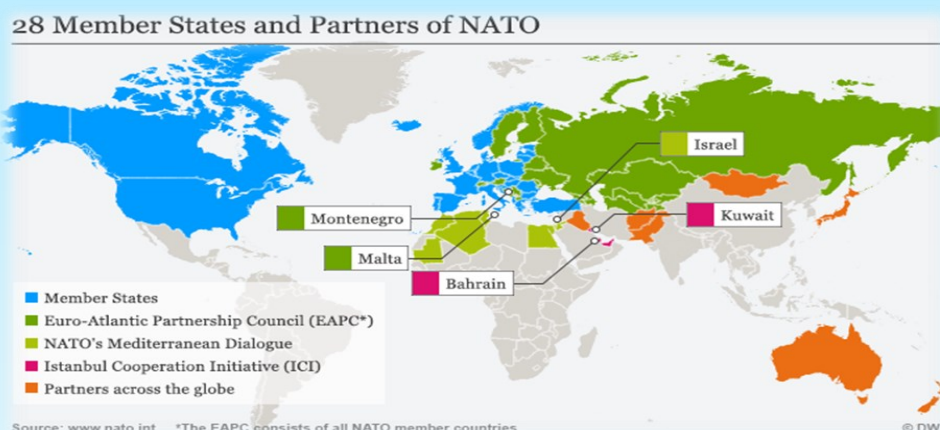 28 Member States and Partners of NATO
Israel
Montenegro
Kuwait
Malta
Bahrain
Member States
Euro-Atlantic Partnership Council (EAPC*)
NATO's Mediterranean Dialogue
Istanbul Cooperation Initiative (ICI)
Partners across the globe
Source: www.nato.int *The EAPC consists of all NATO member countries
© DW